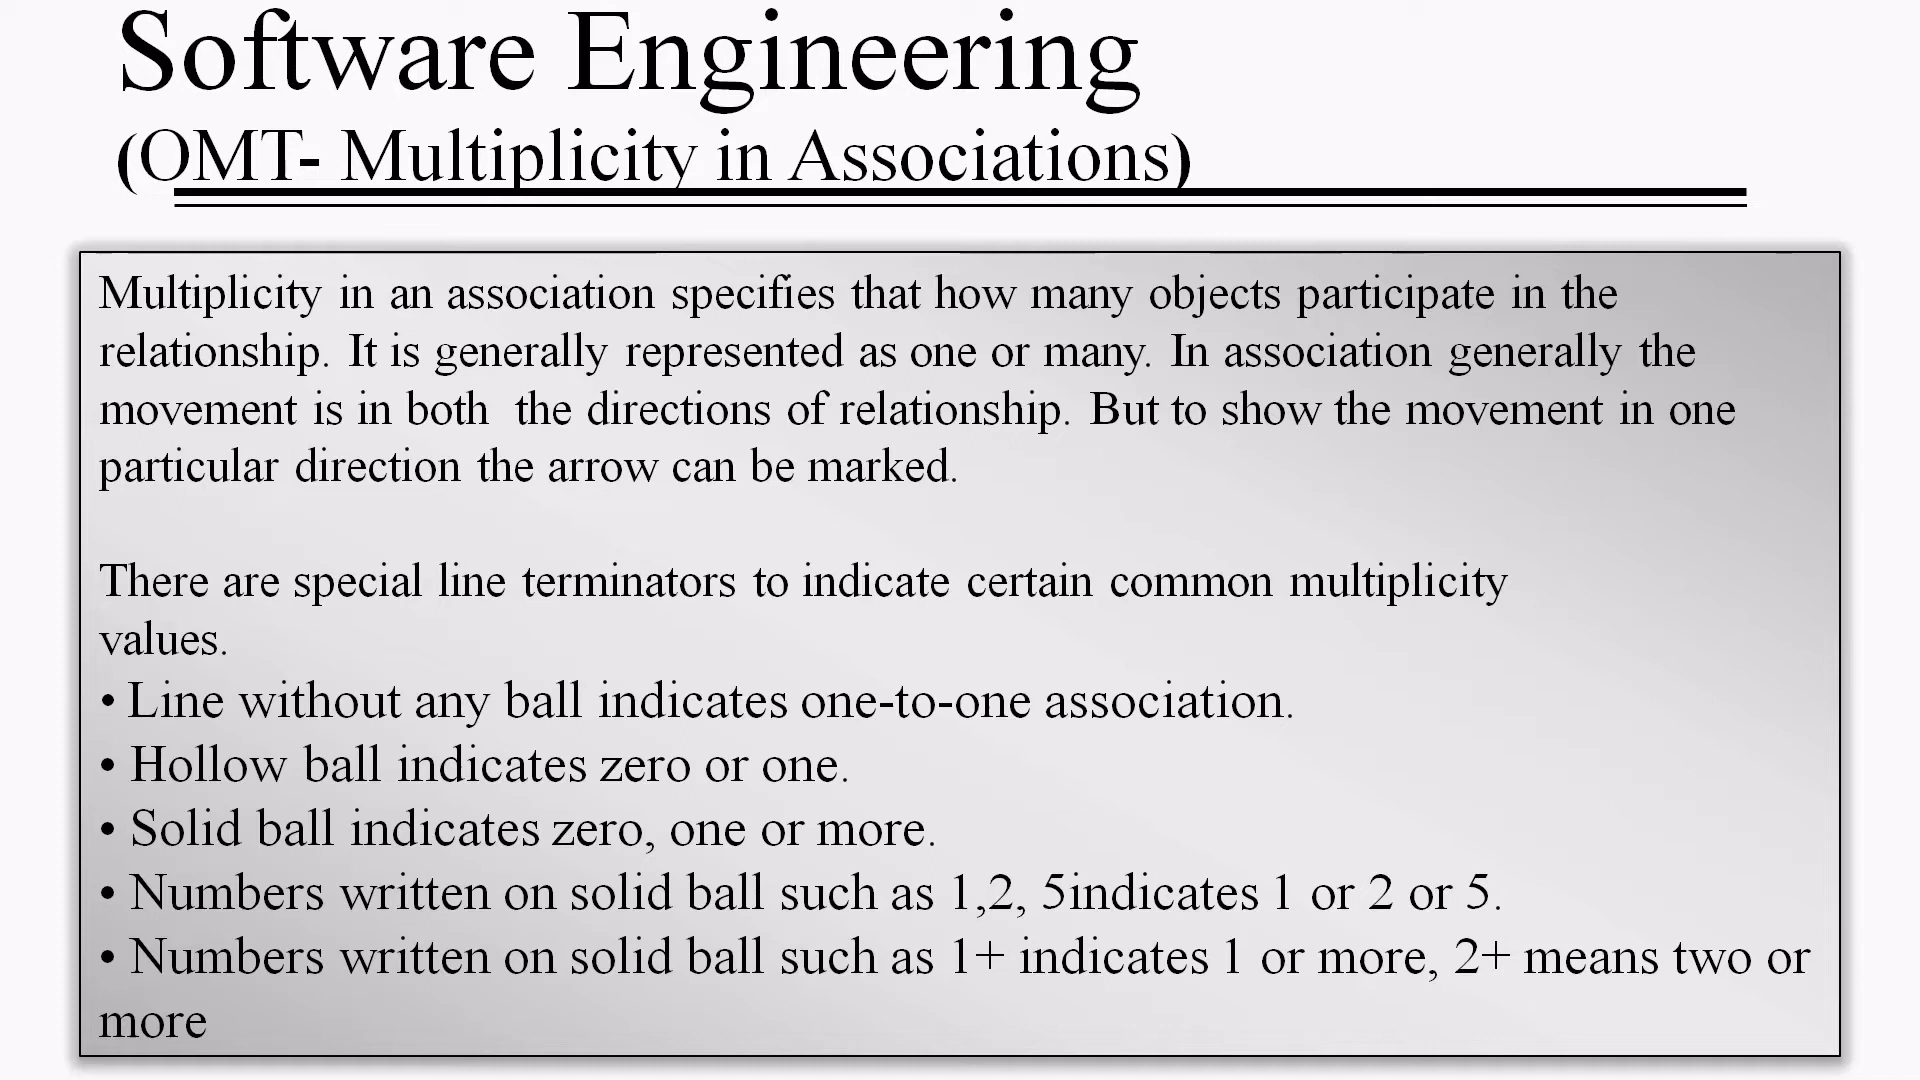 Software Engineering
(OMT- Multiplicity in Associations)
Multiplicity in an association specifies that how many objects participate in the
relationship. It is generally represented as one or many. In association generally the
movement is in both  the directions of relationship. But to show the movement in one
particular direction the arrow can be marked.
There are special line terminators to indicate certain common multiplicity
values.
• Line without any ball indicates one-to-one association.
• Hollow ball indicates zero or one.
• Solid ball indicates zero, one or more.
• Numbers written on solid ball such as 1,2, 5indicates 1 or 2 or 5.
• Numbers written on solid ball such as 1+ indicates 1 or more, 2+ means two or
more